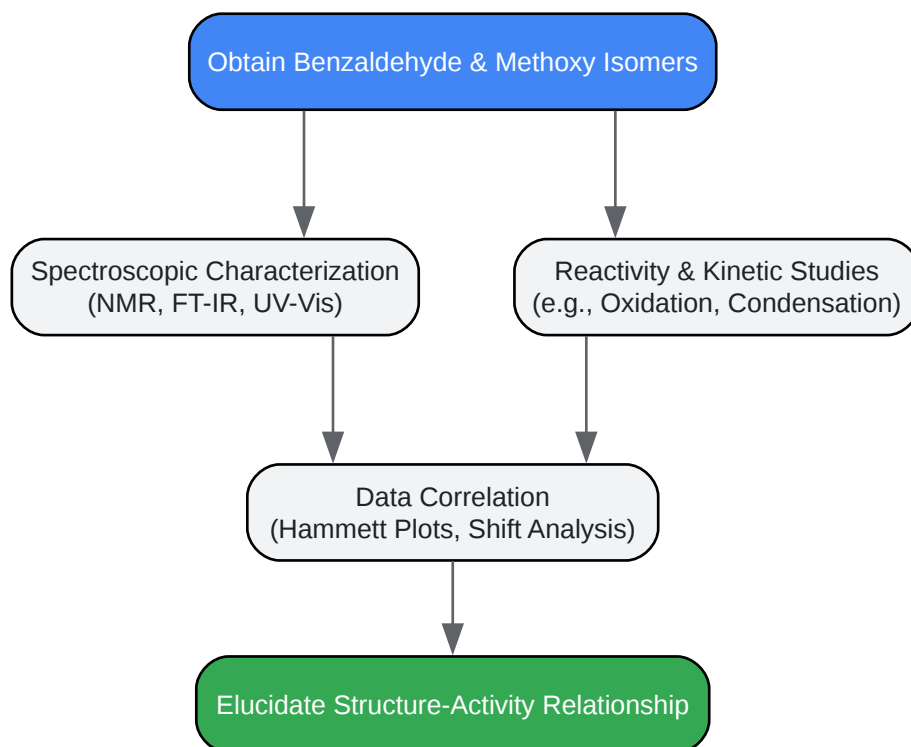 Obtain Benzaldehyde & Methoxy Isomers
Spectroscopic Characterization
(NMR, FT-IR, UV-Vis)
Reactivity & Kinetic Studies
(e.g., Oxidation, Condensation)
Data Correlation
(Hammett Plots, Shift Analysis)
Elucidate Structure-Activity Relationship